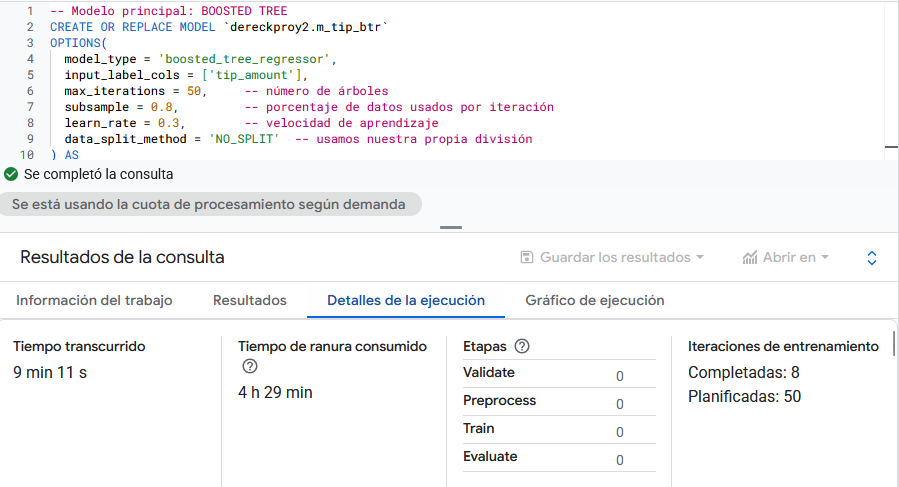 1 -- Modelo principal: BOOSTED TREE
2 CREATE OR REPLACE MODEL `dereckproy2.m_tip_btr`
3 OPTIONS(
4 model_type = 'boosted_tree_regressor',
5 input_label_cols = ['tip_amount'],
6 max_iterations = 50, -- número de árboles
7 subsample = 0.8, -- porcentaje de datos usados por iteración
8 learn_rate = 0.3, -- velocidad de aprendizaje
9 data_split_method = 'NO_SPLIT' -- usamos nuestra propia división
10 ) AS
Se completó la consulta
Se está usando la cuota de procesamiento según demanda
Resultados de la consulta
Guardar los resultados
Abrir en
Información del trabajo
Resultados
Detalles de la ejecución
Gráfico de ejecución
Tiempo transcurrido
9 min 11 s
Tiempo de ranura consumido
4 h 29 min
Etapas
Validate 0
Preprocess 0
Train 0
Evaluate 0
Iteraciones de entrenamiento
Completadas: 8
Planificadas: 50